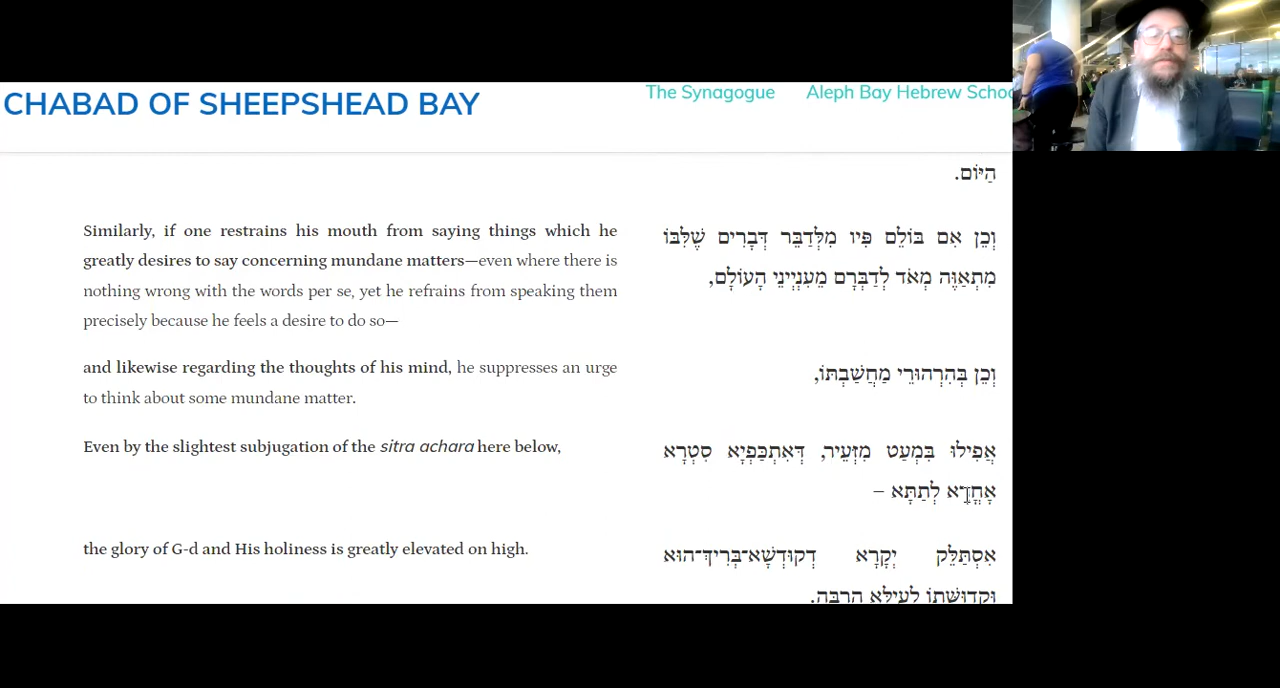 CHABAD OF SHEEPSHEAD BAY
The Synagogue
Aleph Bay Hebrew Schoo
הַיּוֹם.
Similarly, if one restrains his mouth from saying things which he
greatly desires to say concerning mundane matters—even where there is
nothing wrong with the words per se, yet he refrains from speaking them
precisely because he feels a desire to do so—
וְכֵן אִם בּוֹלֵם פִּיו מִלְּדַבֵּר דְּבָרִים שֶׁלִּבּוֹ
מִתְאַוֶּה מְאֹד לְדַבְּרָם מֵעִנְיְינֵי הָעוֹלָם,
and likewise regarding the thoughts of his mind, he suppresses an urge
to think about some mundane matter.
וְכֵן בְּהִרְהוּרֵי מַחֲשַׁבְתּוֹ,
Even by the slightest subjugation of the sitra achara here below,
אֲפִילוּ בִּמְעַט מִזְּעֵיר, דְּאִתְכַּפְיָא סִטְרָא
אָחֳרָא לְתַתָּא –
the glory of G-d and His holiness is greatly elevated on high.
אִסְתַּלֵּק יְקָרָא דְקוּדְשָׁא־בְּרִיךְ־הוּא
וּקְדוּשָּׁתוֹ לְעֵילָּא הַרְבֵּה.